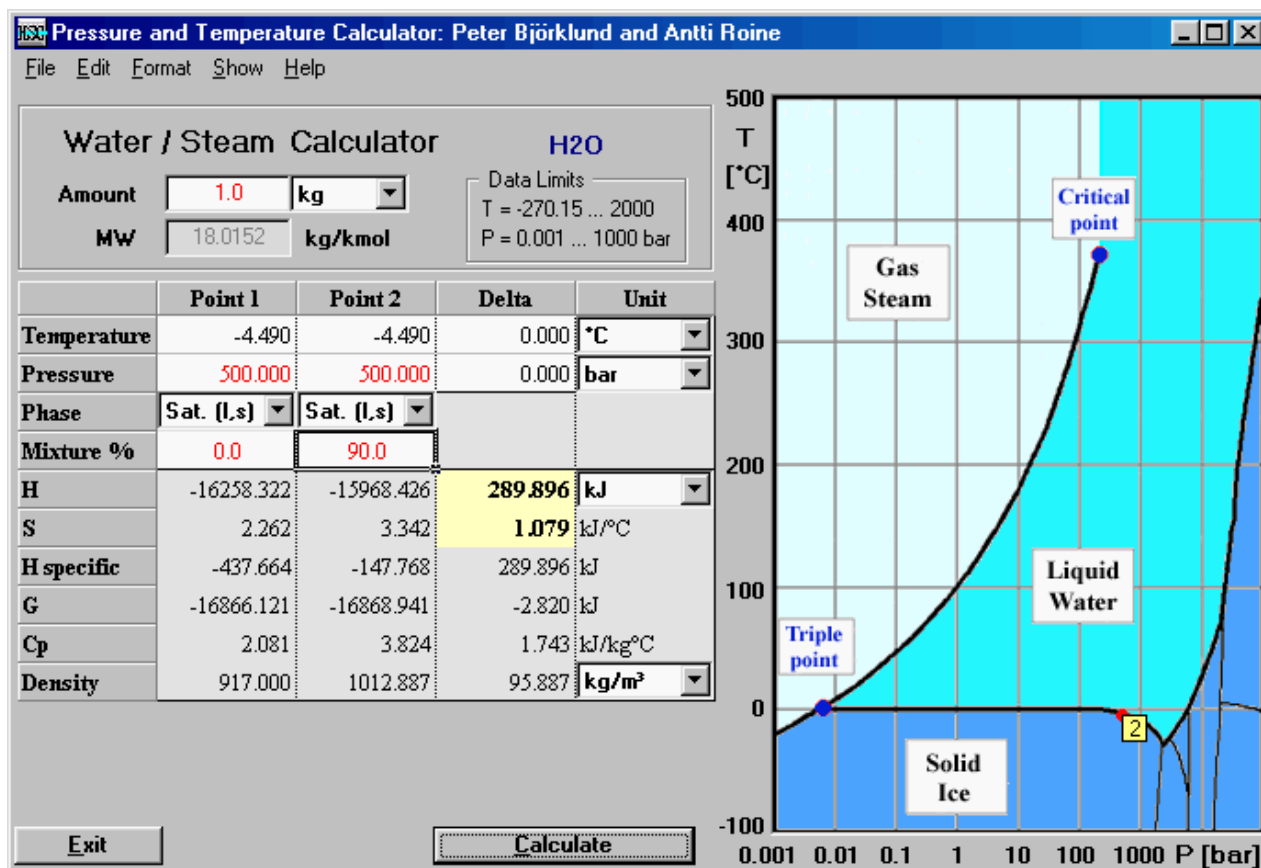 Pressure and Temperature Calculator: Peter Björklund and Antti Roine
File Edit Format Show Help
Water / Steam Calculator H2O
Amount 1.0 kg
MW 18.0152 kg/kmol
Data Limits
T = -270.15 ... 2000
P = 0.001 ... 1000 bar
Point 1 Point 2 Delta Unit
Temperature -4.490 -4.490 0.000 °C
Pressure 500.000 500.000 0.000 bar
Phase Sat. (l,s) Sat. (l,s)
Mixture % 0.0 90.0
H -16258.322 -15968.426 289.896 kJ
S 2.262 3.342 1.079 kJ/°C
H specific -437.664 -147.768 289.896 kJ
G -16866.121 -16868.941 -2.820 kJ
Cp 2.081 3.824 1.743 kJ/kg°C
Density 917.000 1012.887 95.887 kg/m³
Exit Calculate
500
T
[°C]
400
300
200
100
0
-100
Critical
point
Gas
Steam
Liquid
Water
Triple
point
2
Solid
Ice
0.001 0.01 0.1 1 10 100 1000 P [bar]